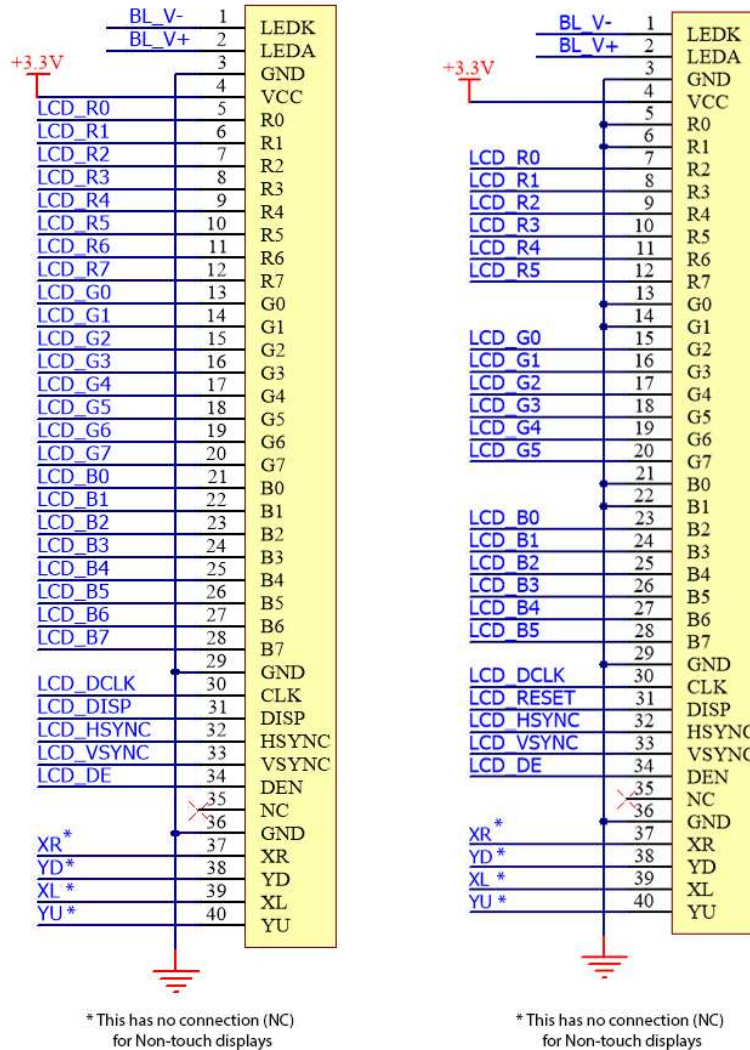 BL_V- 1 LEDK
BL_V+ 2 LEDA
3 GND
+3.3V 4 VCC
LCD_R0 5 R0
LCD_R1 6 R1
LCD_R2 7 R2
LCD_R3 8 R3
LCD_R4 9 R4
LCD_R5 10 R5
LCD_R6 11 R6
LCD_R7 12 R7
LCD_G0 13 G0
LCD_G1 14 G1
LCD_G2 15 G2
LCD_G3 16 G3
LCD_G4 17 G4
LCD_G5 18 G5
LCD_G6 19 G6
LCD_G7 20 G7
LCD_B0 21 B0
LCD_B1 22 B1
LCD_B2 23 B2
LCD_B3 24 B3
LCD_B4 25 B4
LCD_B5 26 B5
LCD_B6 27 B6
LCD_B7 28 B7
29 GND
LCD_DCLK 30 CLK
LCD_DISP 31 DISP
LCD_HSYNC 32 HSYNC
LCD_VSYNC 33 VSYNC
LCD_DE 34 DEN
35 NC
36 GND
XR* 37 XR
YD* 38 YD
XL * 39 XL
YU * 40 YU
* This has no connection (NC)
for Non-touch displays
BL_V- 1 LEDK
BL_V+ 2 LEDA
3 GND
+3.3V 4 VCC
5 R0
6 R1
LCD_R0 7 R2
LCD_R1 8 R3
LCD_R2 9 R4
LCD_R3 10 R5
LCD_R4 11 R6
LCD_R5 12 R7
13 G0
14 G1
LCD_G0 15 G2
LCD_G1 16 G3
LCD_G2 17 G4
LCD_G3 18 G5
LCD_G4 19 G6
LCD_G5 20 G7
21 B0
22 B1
LCD_B0 23 B2
LCD_B1 24 B3
LCD_B2 25 B4
LCD_B3 26 B5
LCD_B4 27 B6
LCD_B5 28 B7
29 GND
LCD_DCLK 30 CLK
LCD_RESET 31 DISP
LCD_HSYNC 32 HSYNC
LCD_VSYNC 33 VSYNC
LCD_DE 34 DEN
35 NC
36 GND
XR * 37 XR
YD * 38 YD
XL * 39 XL
YU * 40 YU
* This has no connection (NC)
for Non-touch displays